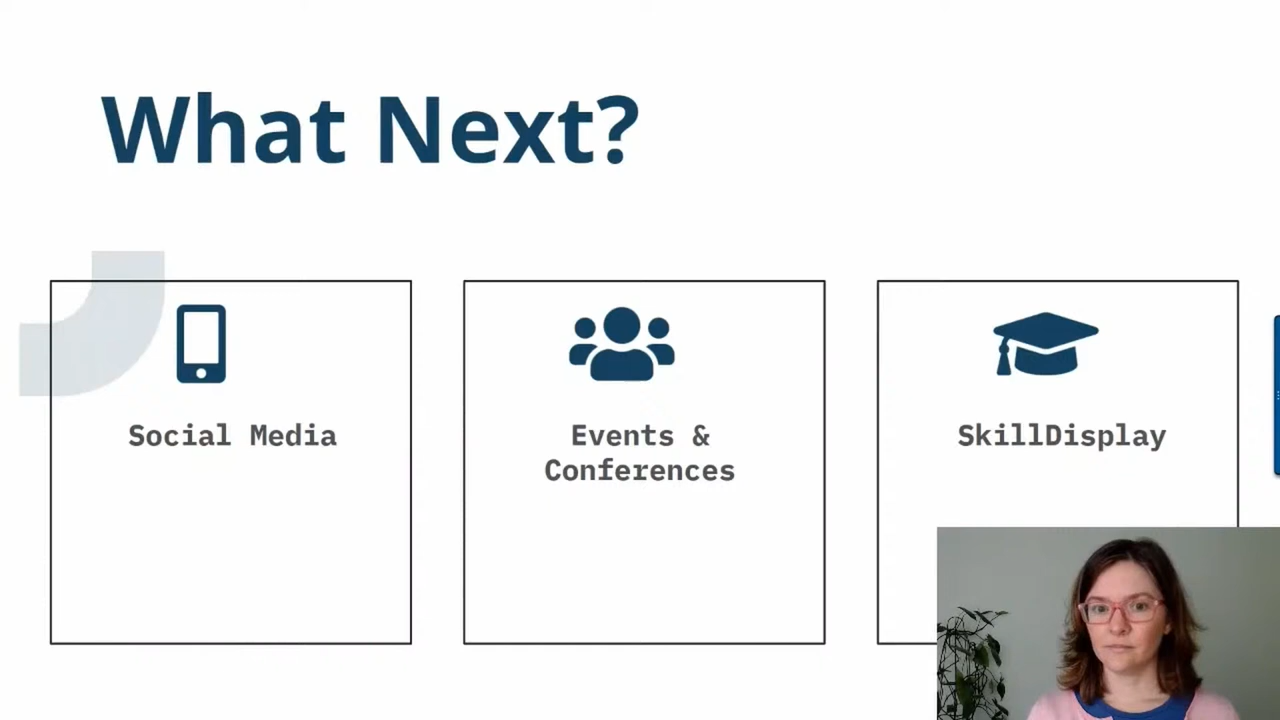 What Next?
Social Media
Events &
Conferences
SkillDisplay